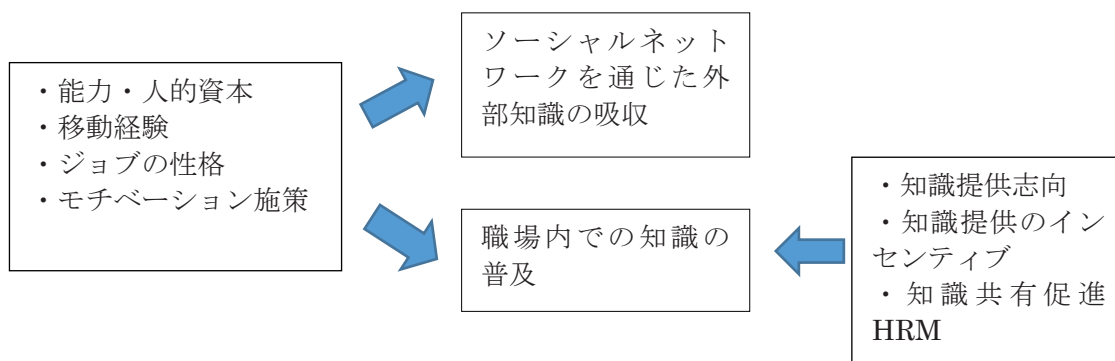 ・能力・人的資本
・移動経験
・ジョブの性格
・モチベーション施策
ソーシャルネット
ワークを通じた外
部知識の吸収
職場内での知識の
普及
・知識提供志向
・知識提供のイン
センティブ
・知識共有促進
HRM